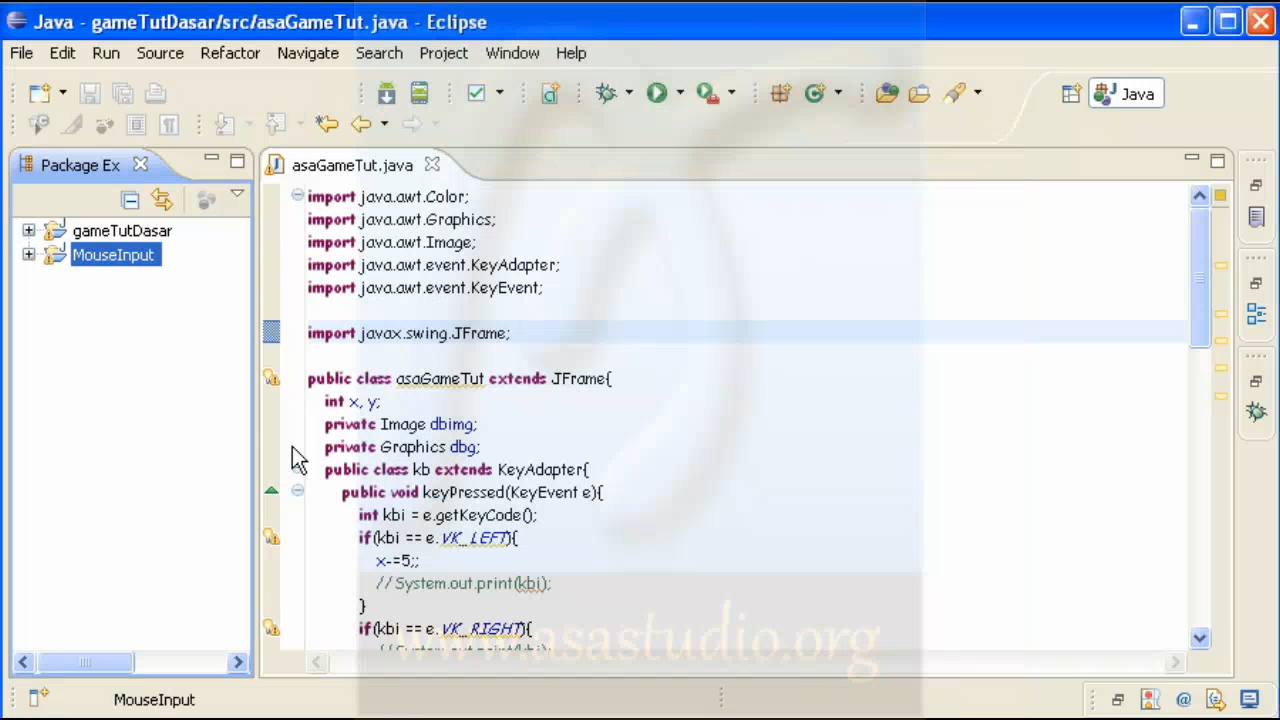 Java - gameTutDasar/src/asaGameTut.java - Eclipse
File Edit Run Source Refactor Navigate Search Project Window Help
Java
Package Ex
asaGameTut.java
gameTutDasar
MouseInput
import java.awt.Color;
import java.awt.Graphics;
import java.awt.Image;
import java.awt.event.KeyAdapter;
import java.awt.event.KeyEvent;
import javax.swing.JFrame;
public class asaGameTut extends JFrame{
int x, y;
private Image dbimg;
private Graphics dbg;
public class kb extends KeyAdapter{
public void keyPressed(KeyEvent e){
int kbi = e.getKeyCode();
if(kbi == e.VK_LEFT){
x-=5;;
//System.out.print(kbi);
}
if(kbi == e.VK_RIGHT){
//System.out.print(kbi);
www.asastudio.org
MouseInput